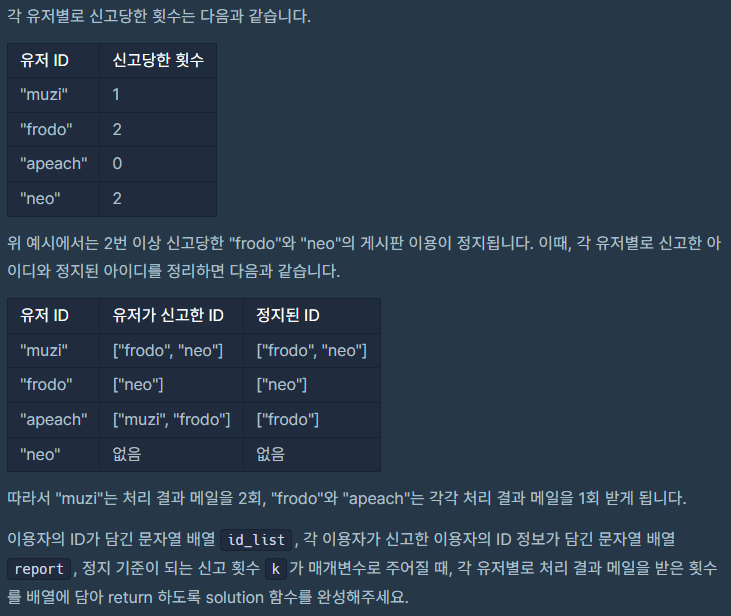 각 유저별로 신고당한 횟수는 다음과 같습니다.
유저 ID 신고당한 횟수
"muzi" 1
"frodo" 2
"apeach" 0
"neo" 2
위 예시에서는 2번 이상 신고당한 "frodo"와 "neo"의 게시판 이용이 정지됩니다. 이때, 각 유저별로 신고한 아
이디와 정지된 아이디를 정리하면 다음과 같습니다.
유저 ID 유저가 신고한 ID 정지된 ID
"muzi" ["frodo", "neo"] ["frodo", "neo"]
"frodo" ["neo"] ["neo"]
"apeach" ["muzi", "frodo"] ["frodo"]
"neo" 없음 없음
따라서 "muzi"는 처리 결과 메일을 2회, "frodo"와 "apeach"는 각각 처리 결과 메일을 1회 받게 됩니다.
이용자의 ID가 담긴 문자열 배열 id_list, 각 이용자가 신고한 이용자의 ID 정보가 담긴 문자열 배열
report, 정지 기준이 되는 신고 횟수 k가 매개변수로 주어질 때, 각 유저별로 처리 결과 메일을 받은 횟수
를 배열에 담아 return 하도록 solution 함수를 완성해주세요.